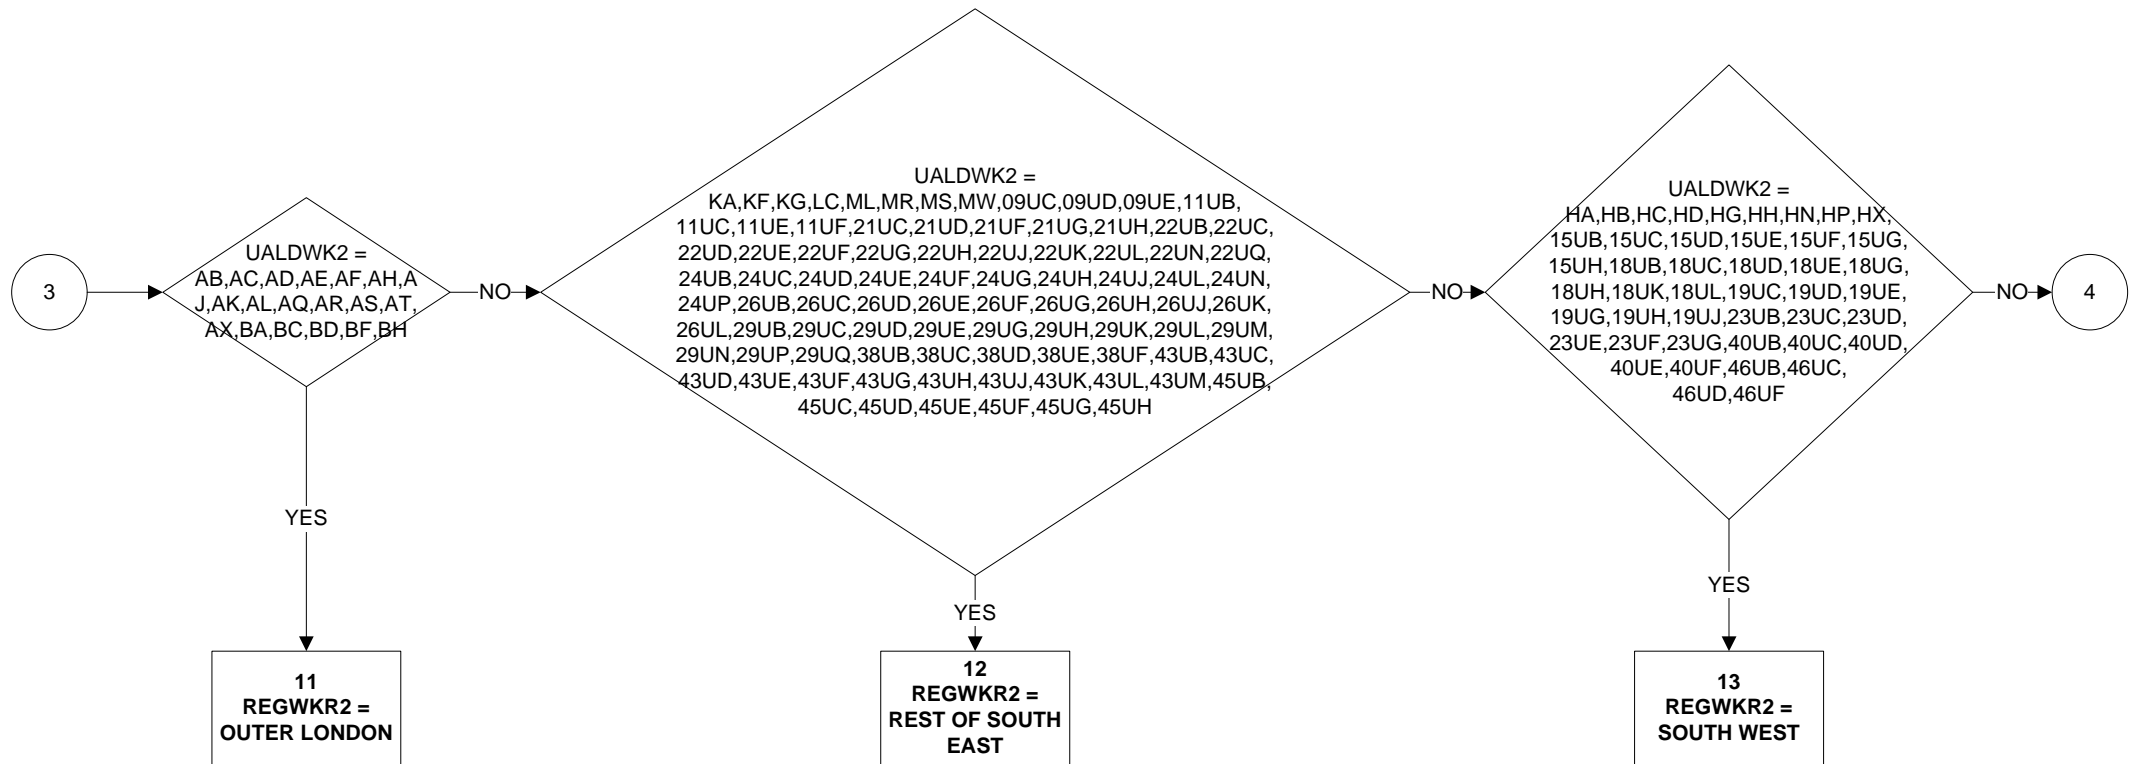 3
UALDWK2 =
AB,AC,AD,AE,AF,AH,A
J,AK,AL,AQ,AR,AS,AT,
AX,BA,BC,BD,BF,BH
NO
YES
11
REGWKR2 =
OUTER LONDON
UALDWK2 =
KA,KF,KG,LC,ML,MR,MS,MW,09UC,09UD,09UE,11UB,
11UC,11UE,11UF,21UC,21UD,21UF,21UG,21UH,22UB,22UC,
22UD,22UE,22UF,22UG,22UH,22UJ,22UK,22UL,22UN,22UQ,
24UB,24UC,24UD,24UE,24UF,24UG,24UH,24UJ,24UL,24UN,
24UP,26UB,26UC,26UD,26UE,26UF,26UG,26UH,26UJ,26UK,
26UL,29UB,29UC,29UD,29UE,29UG,29UH,29UK,29UL,29UM,
29UN,29UP,29UQ,38UB,38UC,38UD,38UE,38UF,43UB,43UC,
43UD,43UE,43UF,43UG,43UH,43UJ,43UK,43UL,43UM,45UB,
45UC,45UD,45UE,45UF,45UG,45UH
NO
YES
12
REGWKR2 =
REST OF SOUTH
EAST
UALDWK2 =
HA,HB,HC,HD,HG,HH,HN,HP,HX,
15UB,15UC,15UD,15UE,15UF,15UG,
15UH,18UB,18UC,18UD,18UE,18UG,
18UH,18UK,18UL,19UC,19UD,19UE,
19UG,19UH,19UJ,23UB,23UC,23UD,
23UE,23UF,23UG,40UB,40UC,40UD,
40UE,40UF,46UB,46UC,
46UD,46UF
NO
4
YES
13
REGWKR2 =
SOUTH WEST